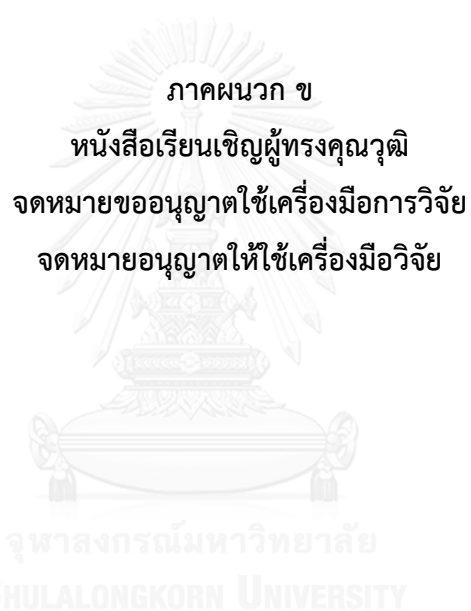 ภาคผนวก ข
หนังสือเรียนเชิญผู้ทรงคุณวุฒิ
จดหมายขออนุญาตใช้เครื่องมือการวิจัย
จดหมายอนุญาตให้ใช้เครื่องมือวิจัย
จุฬาลงกรณ์มหาวิทยาลัย
HULALONGKORN UNIVERSITY